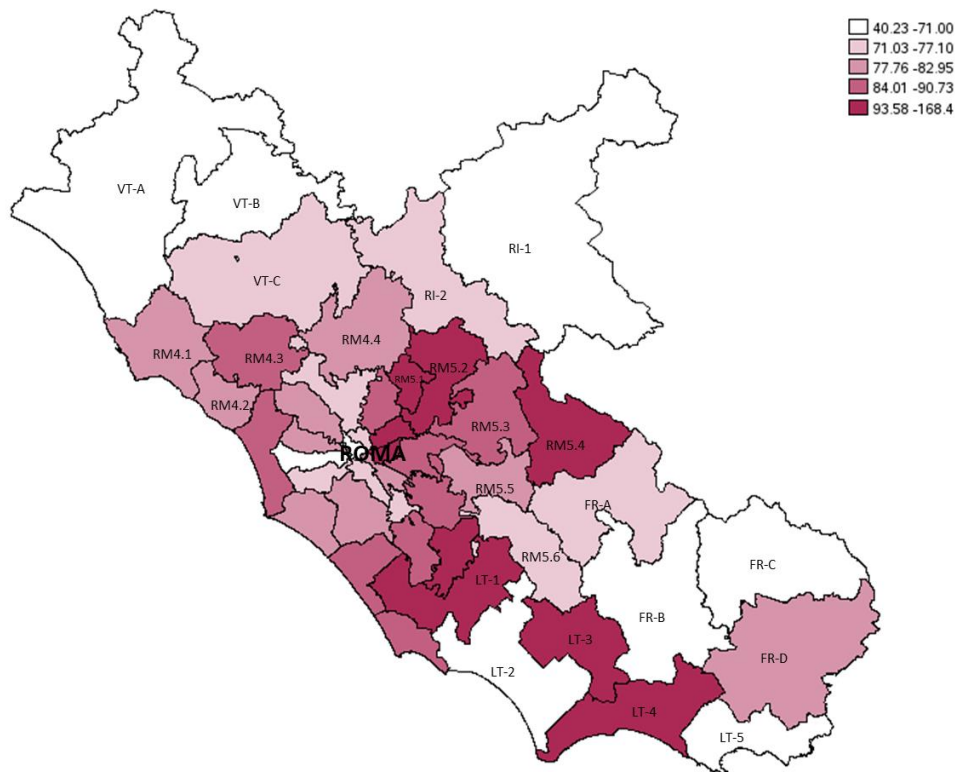 40.23 -71.00
71.03 -77.10
77.76 -82.95
84.01 -90.73
93.58 -168.4
VT-A
VT-B
RI-1
VT-C
RI-2
RM4.1
RM4.3
RM4.4
RM5.1
RM5.2
RM4.2
RM5.3
RM5.4
ROMA
RM5.5
FR-A
RM5.6
FR-C
LT-1
FR-B
LT-3
FR-D
LT-2
LT-4
LT-5